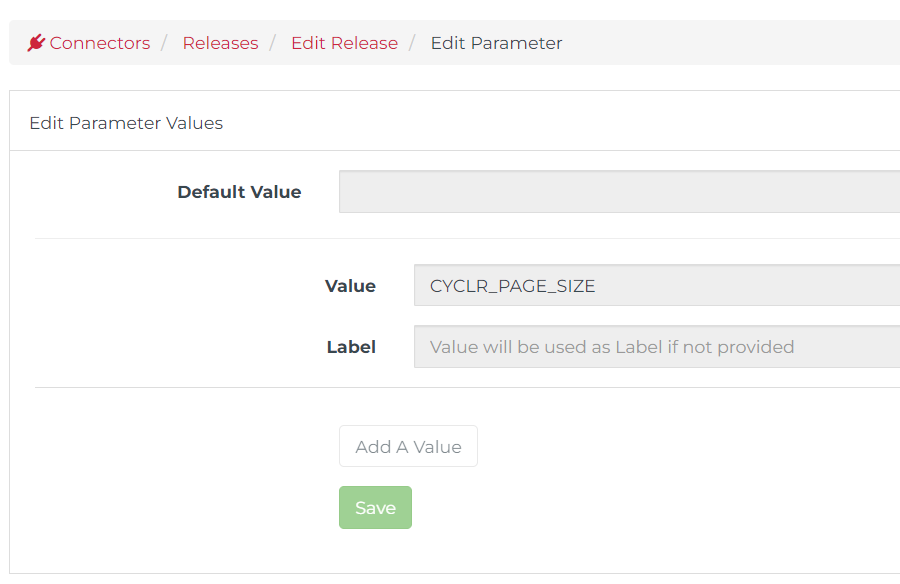 Connectors / Releases / Edit Release / Edit Parameter
Edit Parameter Values
Default Value
Value CYCLR_PAGE_SIZE
Label Value will be used as Label if not provided
Add A Value
Save